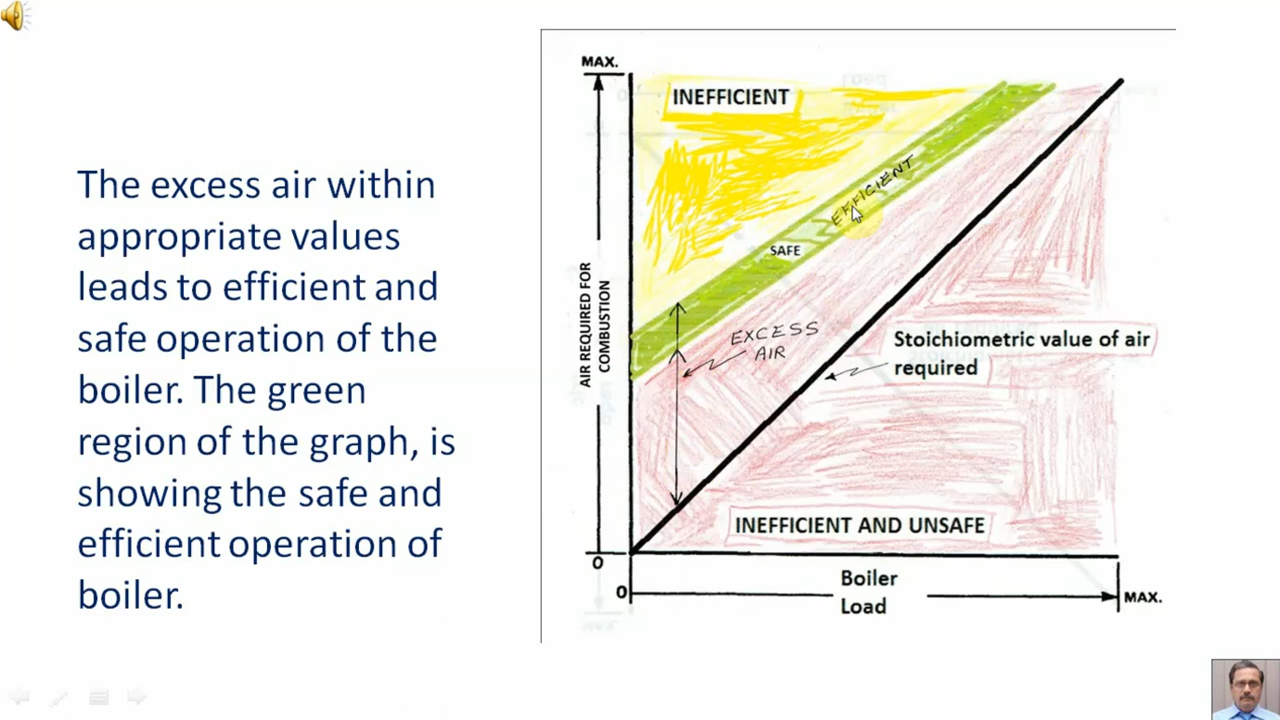 The excess air within
appropriate values
leads to efficient and
safe operation of the
boiler. The green
region of the graph, is
showing the safe and
efficient operation of
boiler.
MAX.
INEFFICIENT
EFFICIENT
SAFE
AIR REQUIRED FOR
COMBUSTION
EXCESS
AIR
Stoichiometric value of air
required
INEFFICIENT AND UNSAFE
0
0
Boiler
Load
MAX.